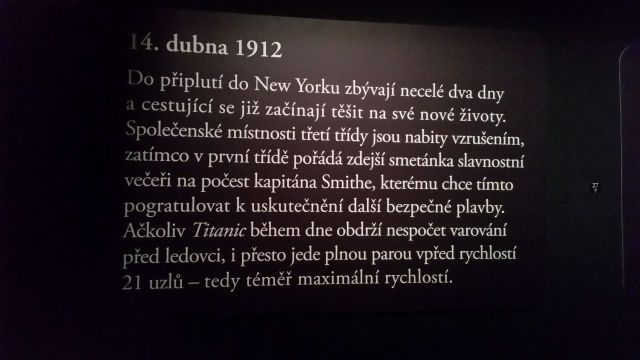 14. dubna 1912
Do připlutí do New Yorku zbývají necelé dva dny
a cestující se již začínají těšit na své nové životy.
Společenské místnosti třetí třídy jsou nabity vzrušením,
zatímco v první třídě pořádá zdejší smetánka slavnostní
večeři na počest kapitána Smithe, kterému chce tímto
pogratulovat k uskutečnění další bezpečné plavby.
Ačkoliv Titanic během dne obdrží nespočet varování
před ledovci, i přesto jede plnou parou vpřed rychlostí
21 uzlů – tedy téměř maximální rychlostí.